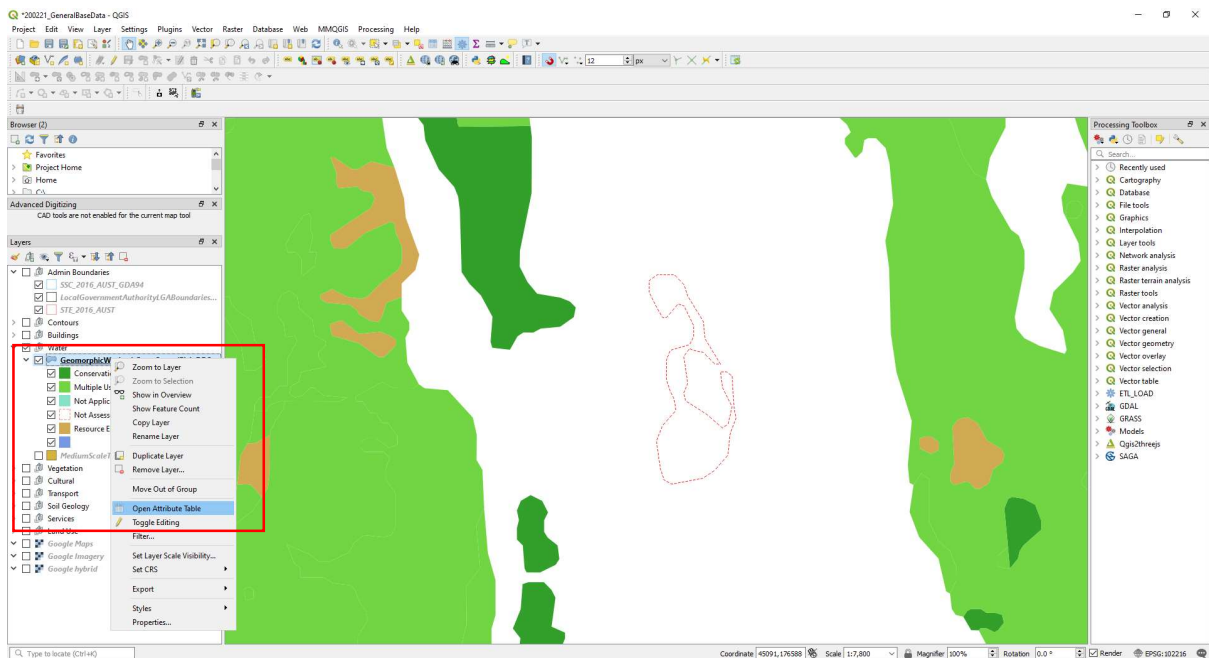 *200221_GeneralBaseData - QGIS
Project Edit View Layer Settings Plugins Vector Raster Database Web MMQGIS Processing Help
12 px
Browser (2)
Favorites
Project Home
Home
C:\
Advanced Digitizing
CAD tools are not enabled for the current map tool
Layers
Admin Boundaries
SSC_2016_AUST_GDA94
LocalGovernmentAuthorityLGABoundaries...
STE_2016_AUST
Contours
Buildings
Water
Conservati
Multiple Us
Not Applic
Not Assess
Resource E
MediumScaleT
Vegetation
Cultural
Transport
Soil Geology
Services
Land Use
Google Maps
Google Imagery
Google hybrid
Zoom to Layer
Zoom to Selection
Show in Overview
Show Feature Count
Copy Layer
Rename Layer
Duplicate Layer
Remove Layer...
Move Out of Group
Open Attribute Table
Toggle Editing
Filter...
Set Layer Scale Visibility...
Set CRS
Export
Styles
Properties...
Processing Toolbox
Search...
Recently used
Cartography
Database
File tools
Graphics
Interpolation
Layer tools
Network analysis
Raster analysis
Raster terrain analysis
Raster tools
Vector analysis
Vector creation
Vector general
Vector geometry
Vector overlay
Vector selection
Vector table
ETL_LOAD
GDAL
GRASS
Models
Qgis2threejs
SAGA
Type to locate (Ctrl+K)
Coordinate 45091,176588 Scale 1:7,800 Magnifier 100% Rotation 0.0 ° Render EPSG:102216